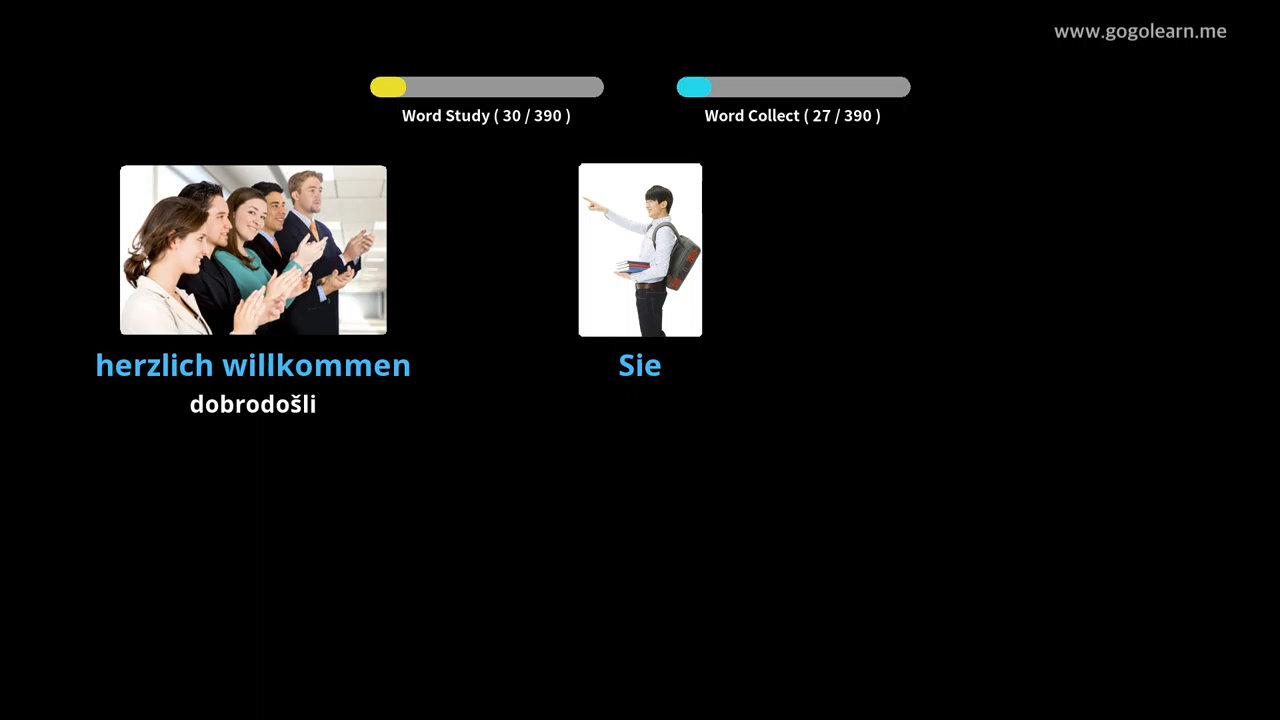 www.gogolearn.me
Word Study ( 30 / 390 )
Word Collect ( 27 / 390 )
herzlich willkommen
Sie
dobrodošli